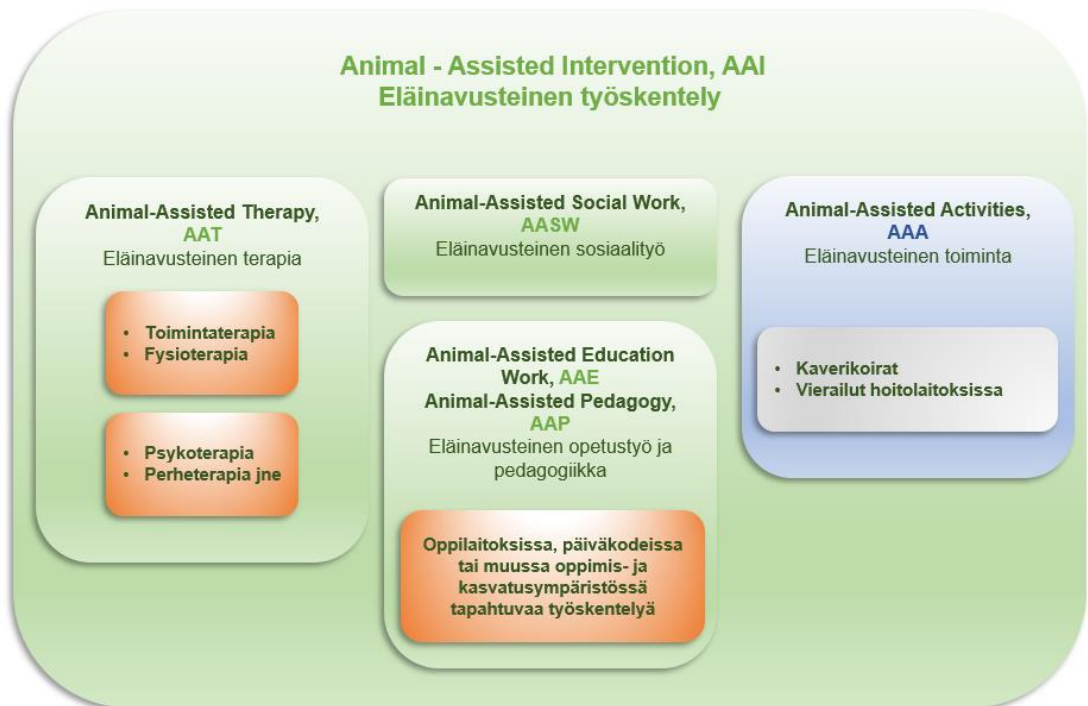 Animal - Assisted Intervention, AAI
Eläinavusteinen työskentely
Animal-Assisted Therapy,
AAT
Eläinavusteinen terapia
• Toimintaterapia
• Fysioterapia
• Psykoterapia
• Perheterapia jne
Animal-Assisted Social Work,
AASW
Eläinavusteinen sosiaalityö
Animal-Assisted Education
Work, AAE
Animal-Assisted Pedagogy,
AAP
Eläinavusteinen opetustyö ja
pedagogiikka
Oppilaitoksissa, päiväkodeissa
tai muussa oppimis- ja
kasvatusympäristössä
tapahtuvaa työskentelyä
Animal-Assisted Activities,
AAA
Eläinavusteinen toiminta
• Kaverikoirat
• Vierailut hoitolaitoksissa